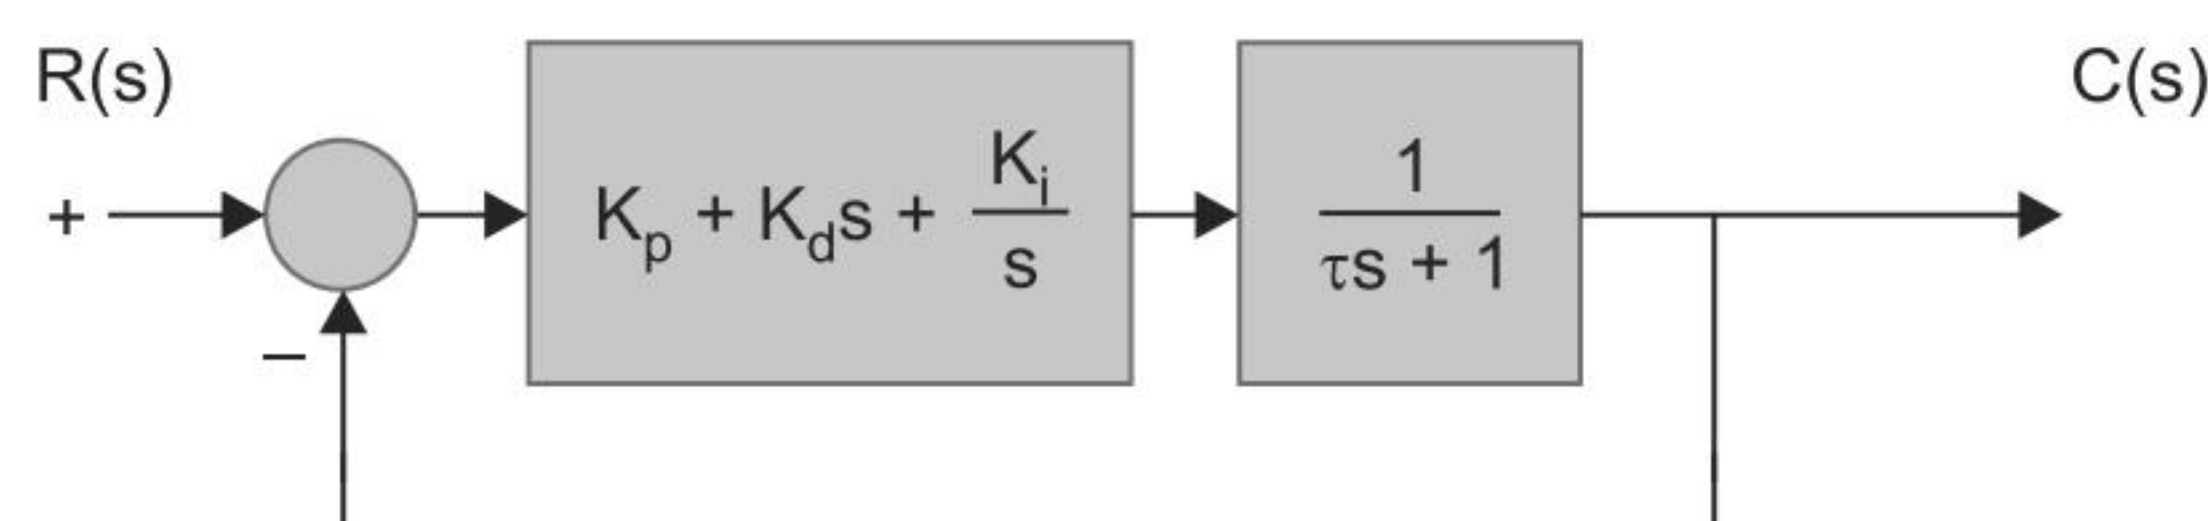 R(s)
C(s)
+
Kp + Kds + Ki/s
1/τs + 1
−